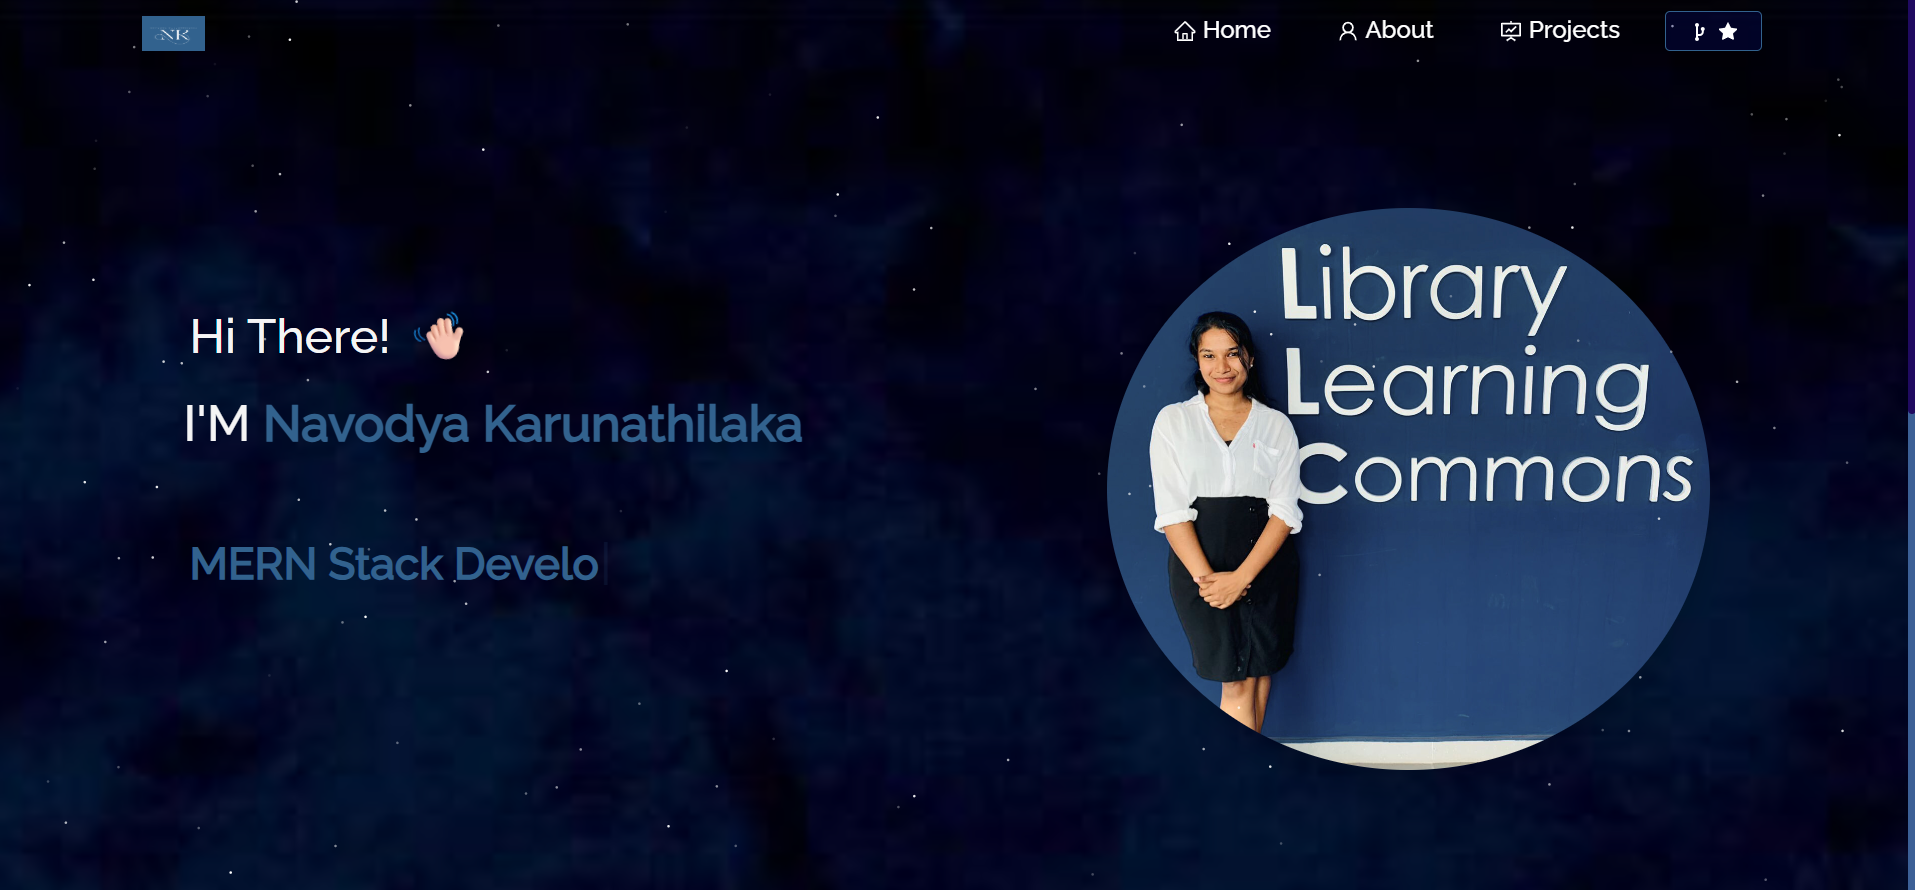 NK
Home
About
Projects
Hi There!
I'M Navodya Karunathilaka
MERN Stack Develo
Library
Learning
Commons